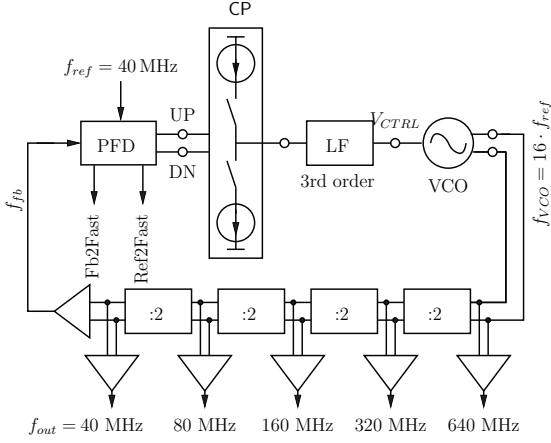 CP
f_ref = 40 MHz
UP
PFD
DN
V_CTRL
LF
3rd order
VCO
f_VCO = 16 · f_ref
f_fb
Fb2Fast
Ref2Fast
:2
:2
:2
:2
f_out = 40 MHz
80 MHz
160 MHz
320 MHz
640 MHz